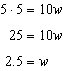 5 · 5 = 10w
25 = 10w
2.5 = w